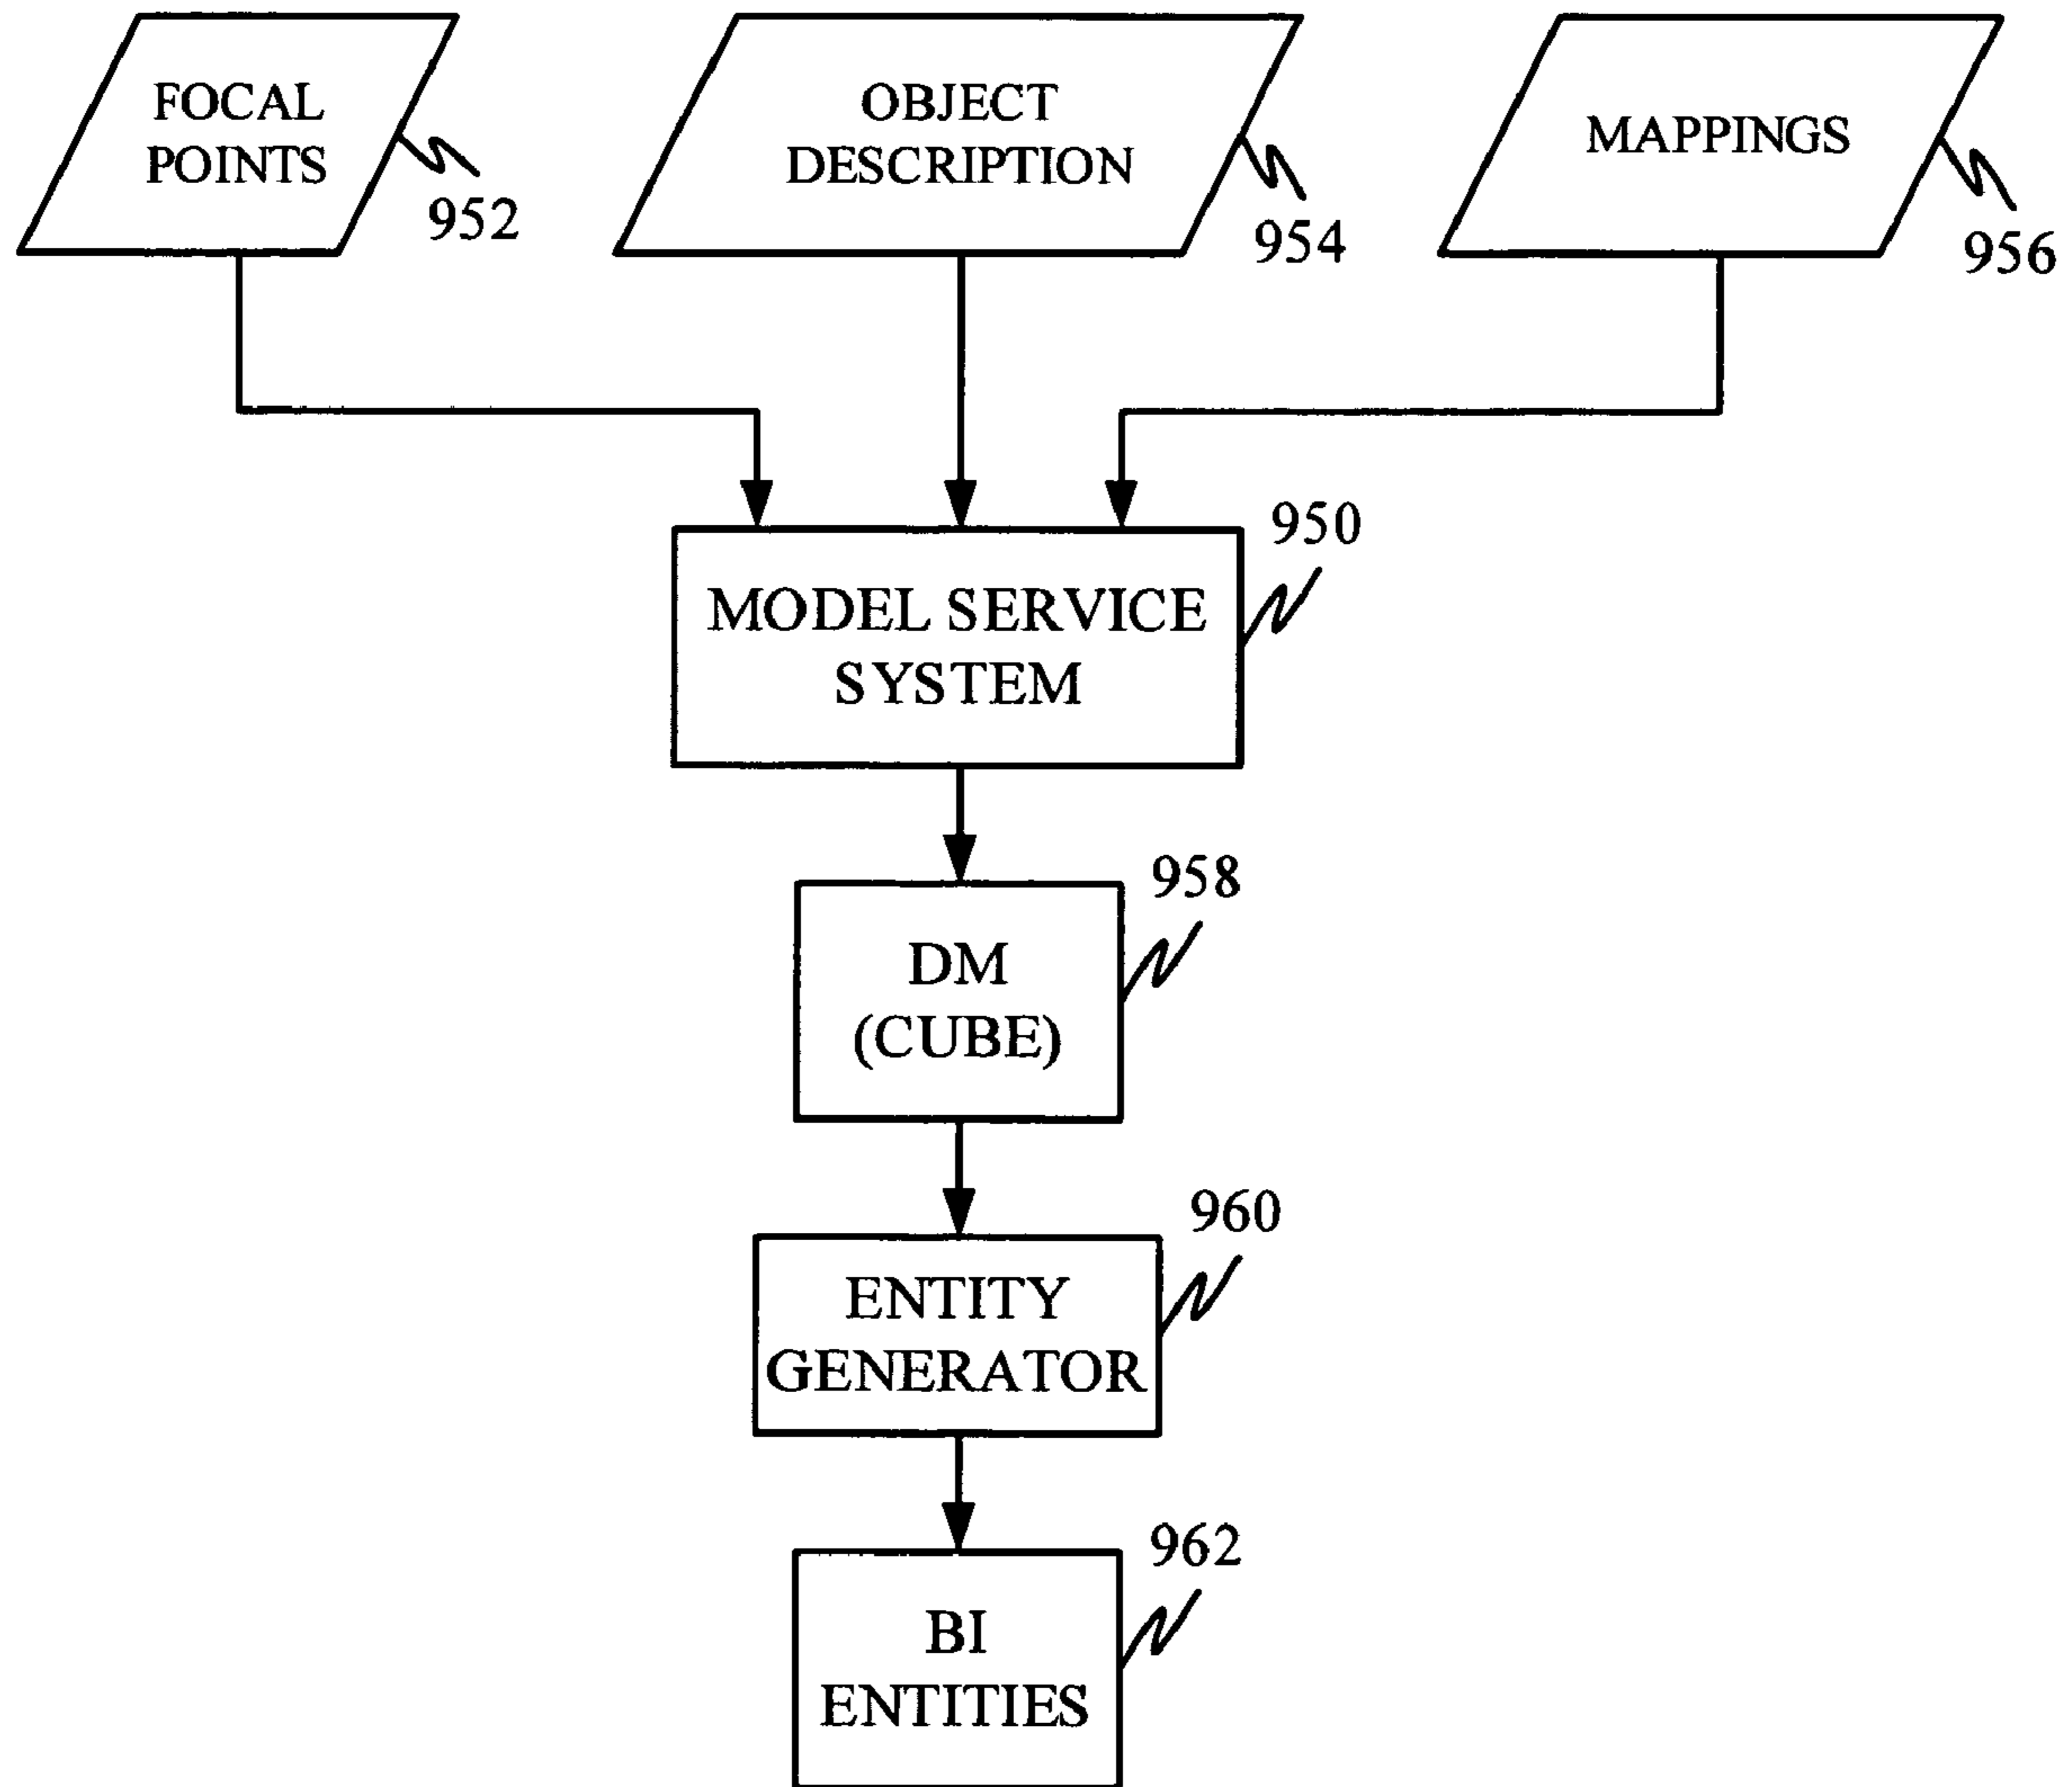 FOCAL
POINTS
952
OBJECT
DESCRIPTION
954
MAPPINGS
956
950
MODEL SERVICE
SYSTEM
958
DM
(CUBE)
960
ENTITY
GENERATOR
962
BI
ENTITIES